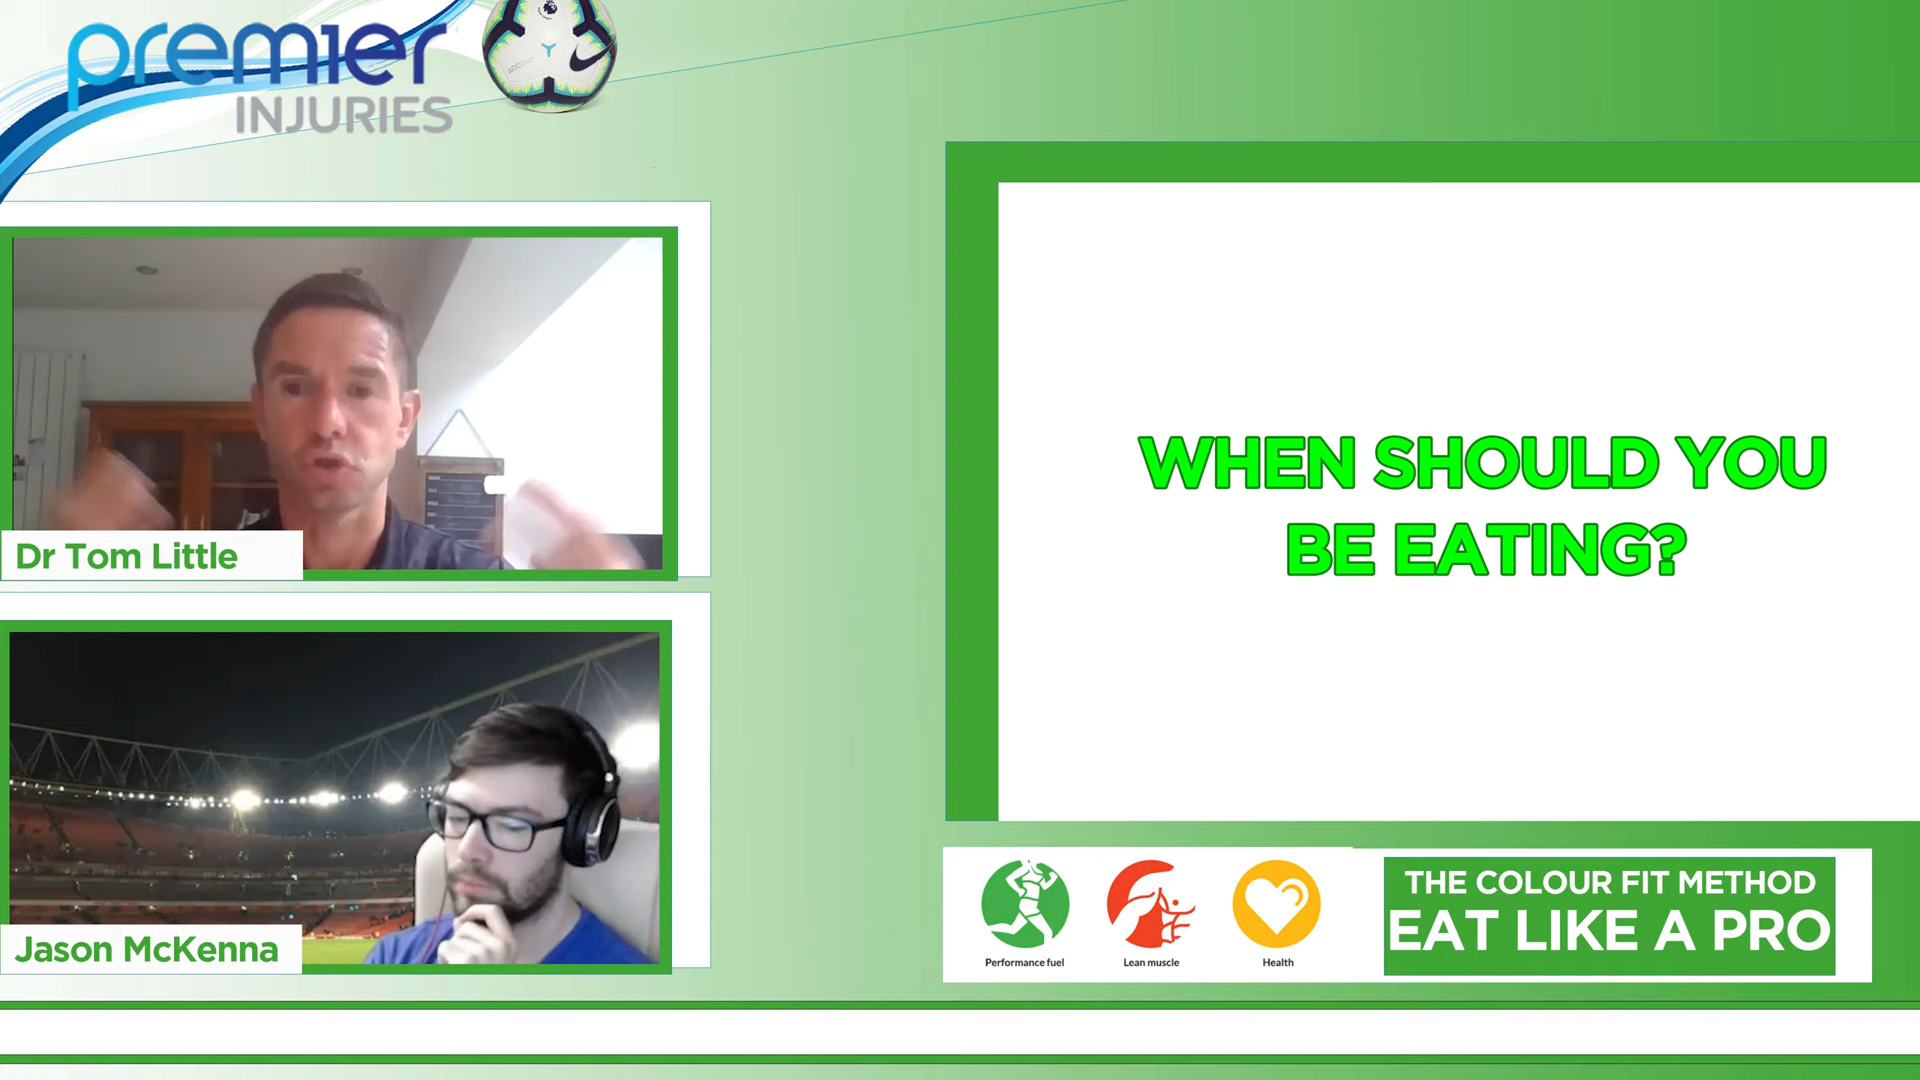 premier
INJURIES
Dr Tom Little
Jason McKenna
WHEN SHOULD YOU
BE EATING?
Performance fuel
Lean muscle
Health
THE COLOUR FIT METHOD
EAT LIKE A PRO